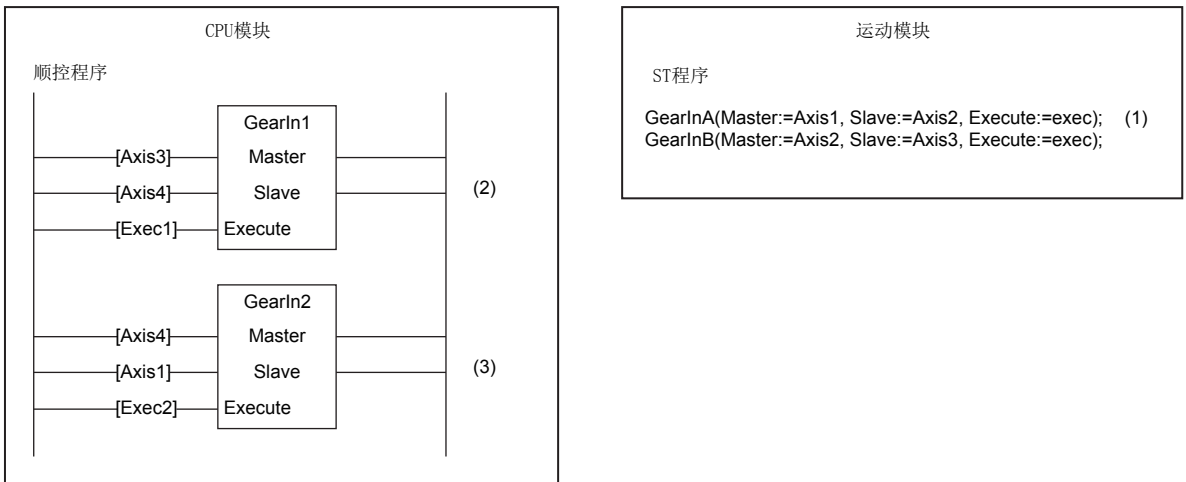 CPU模块
顺控程序
GearIn1
[Axis3] Master
[Axis4] Slave (2)
[Exec1] Execute
GearIn2
[Axis4] Master
[Axis1] Slave (3)
[Exec2] Execute
运动模块
ST程序
GearInA(Master:=Axis1, Slave:=Axis2, Execute:=exec); (1)
GearInB(Master:=Axis2, Slave:=Axis3, Execute:=exec);